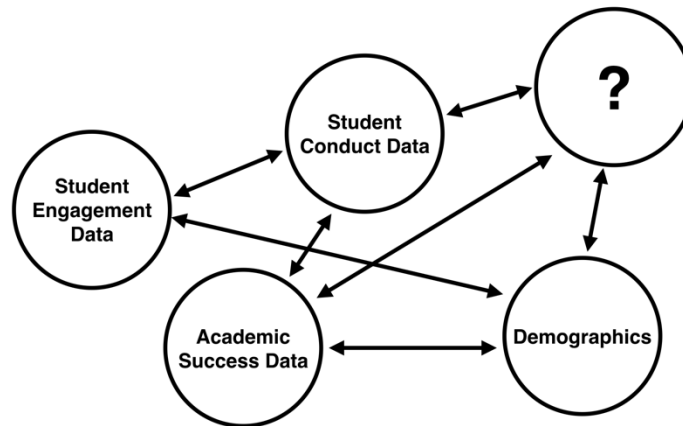 ?
Student
Conduct Data
Student
Engagement
Data
Academic
Success Data
Demographics